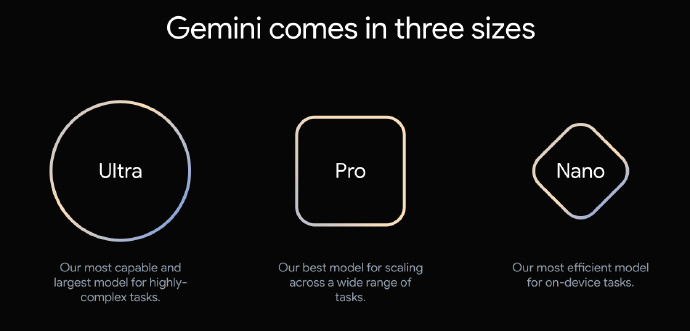 Gemini comes in three sizes
Ultra
Our most capable and
largest model for highly-
complex tasks.
Pro
Our best model for scaling
across a wide range of
tasks.
Nano
Our most efficient model
for on-device tasks.